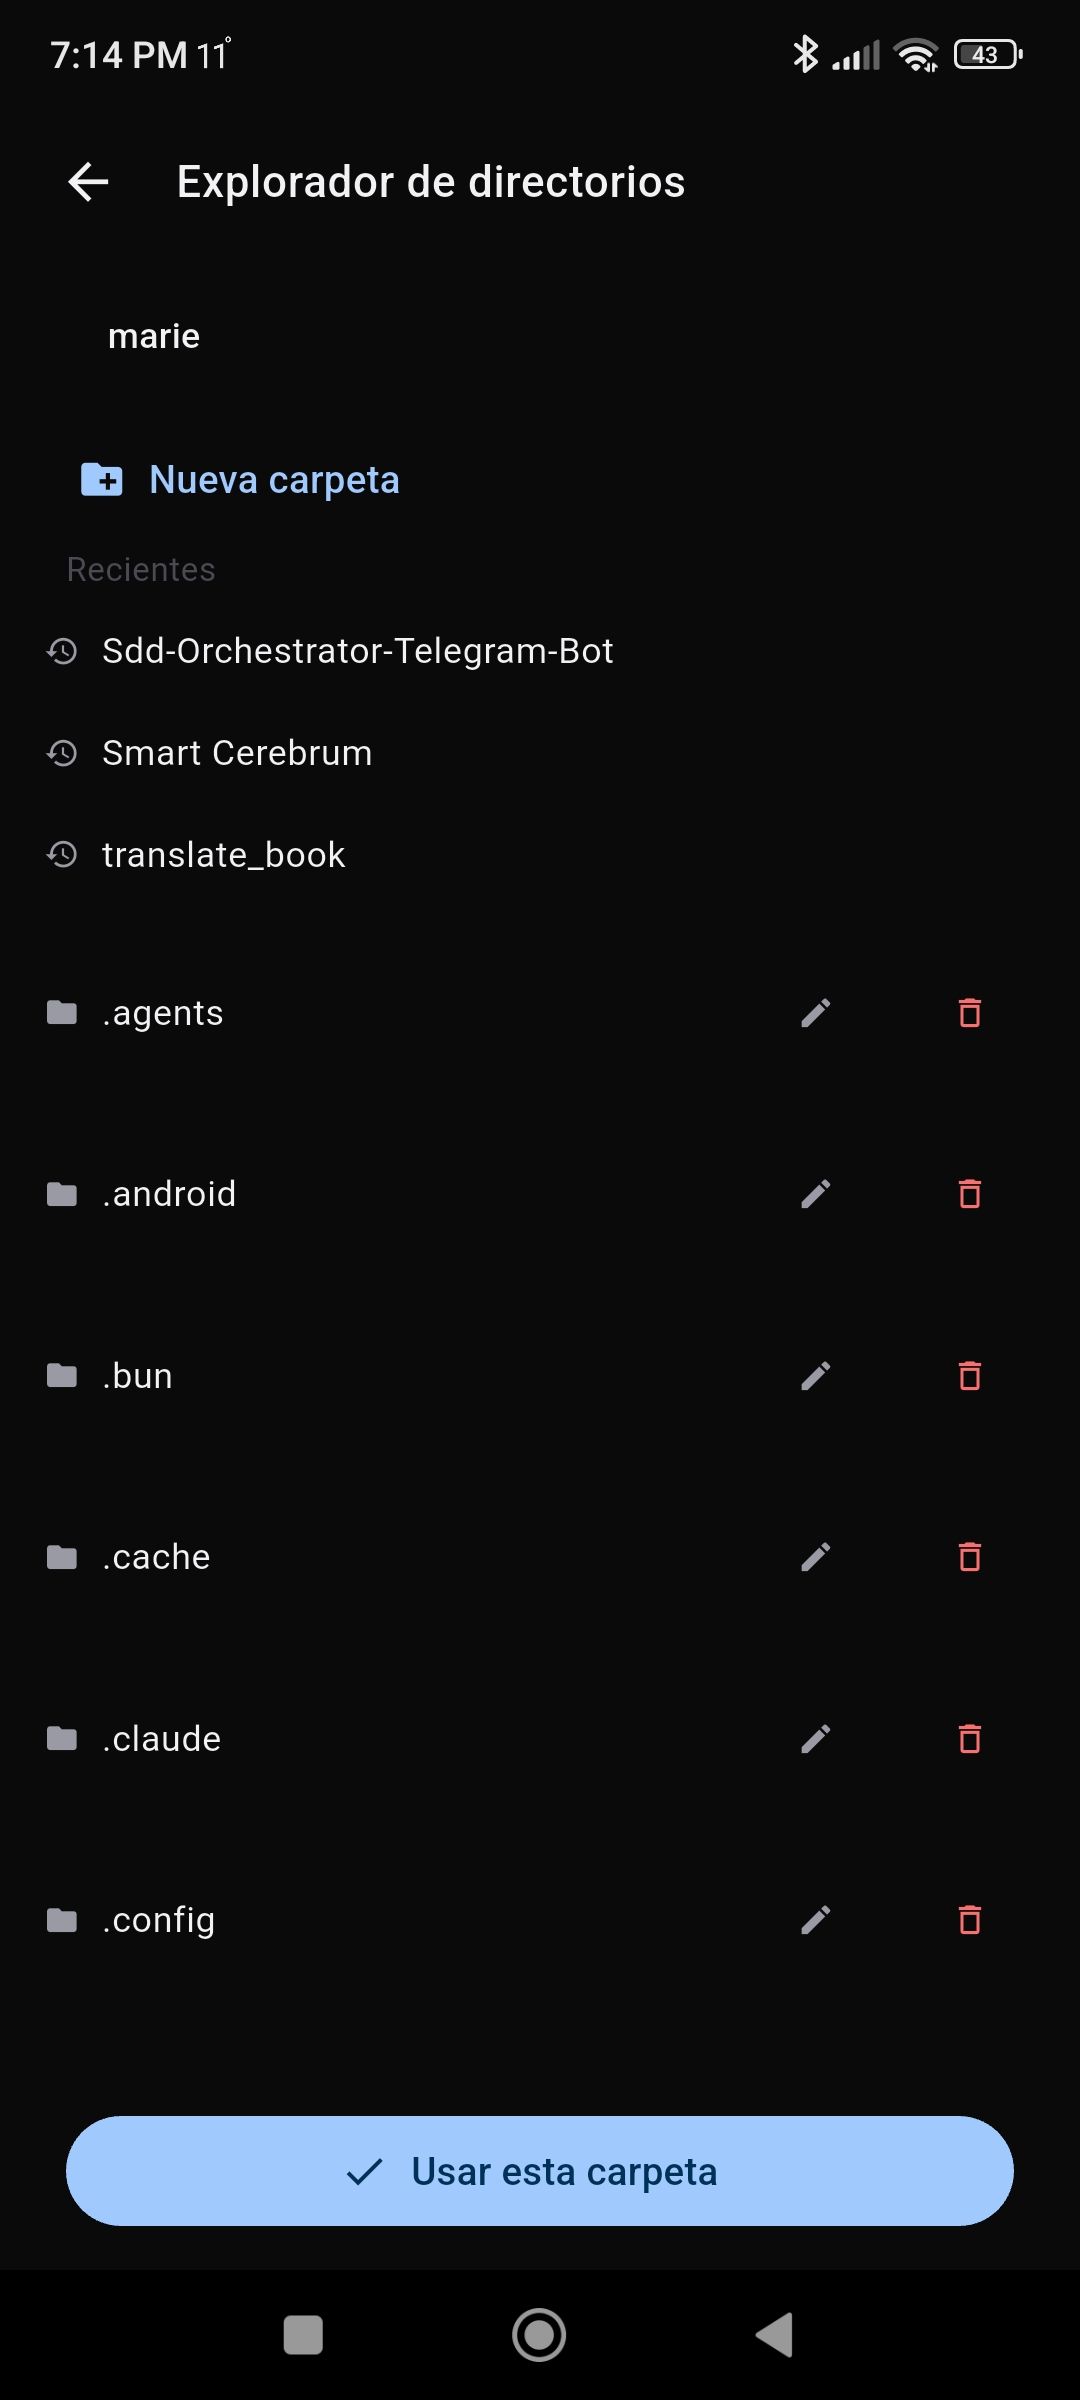 7:14 PM 11°
43
Explorador de directorios
marie
Nueva carpeta
Recientes
Sdd-Orchestrator-Telegram-Bot
Smart Cerebrum
translate_book
.agents
.android
.bun
.cache
.claude
.config
Usar esta carpeta